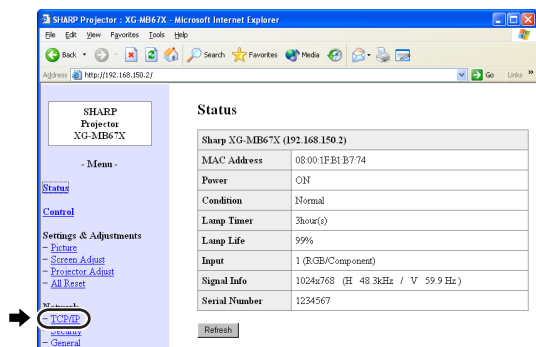 SHARP Projector : XG-MB67X - Microsoft Internet Explorer
File Edit View Favorites Tools Help
Back Search Favorites Media
Address http://192.168.150.2/ Go Links »
SHARP
Projector
XG-MB67X
- Menu -
Status
Control
Settings & Adjustments
- Picture
- Screen Adjust
- Projector Adjust
- All Reset
Network
- TCP/IP
- Security
- General
Status
Sharp XG-MB67X (192.168.150.2)
MAC Address 08:00:1F:B1:B7:74
Power ON
Condition Normal
Lamp Timer 3hour(s)
Lamp Life 99%
Input 1 (RGB/Component)
Signal Info 1024x768 (H 48.3kHz / V 59.9 Hz )
Serial Number 1234567
Refresh